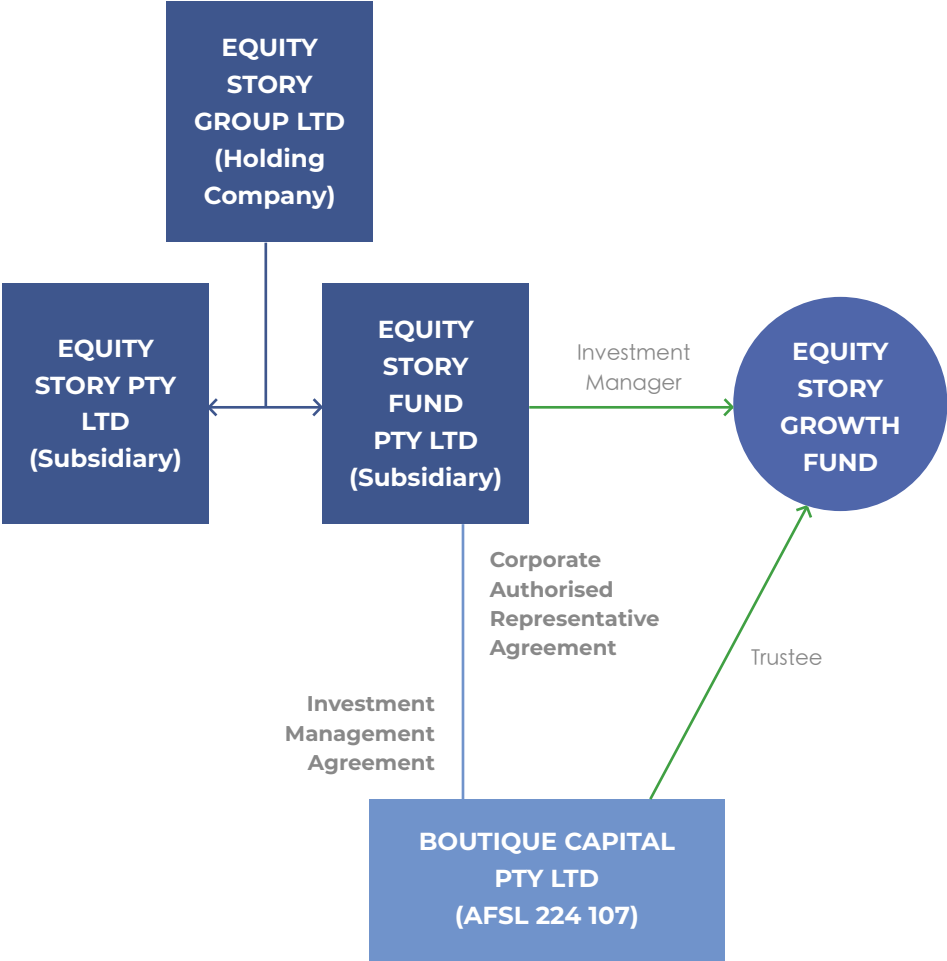 EQUITY
STORY
GROUP LTD
(Holding
Company)
EQUITY
STORY PTY
LTD
(Subsidiary)
EQUITY
STORY
FUND
PTY LTD
(Subsidiary)
Investment
Manager
EQUITY
STORY
GROWTH
FUND
Corporate
Authorised
Representative
Agreement
Trustee
Investment
Management
Agreement
BOUTIQUE CAPITAL
PTY LTD
(AFSL 224 107)